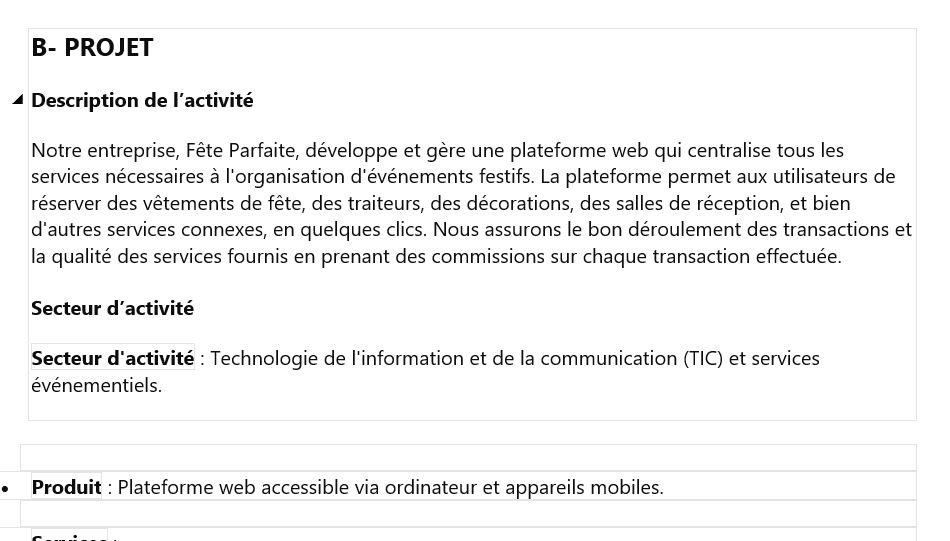 B- PROJET
Description de l’activité
Notre entreprise, Fête Parfaite, développe et gère une plateforme web qui centralise tous les
services nécessaires à l'organisation d'événements festifs. La plateforme permet aux utilisateurs de
réserver des vêtements de fête, des traiteurs, des décorations, des salles de réception, et bien
d'autres services connexes, en quelques clics. Nous assurons le bon déroulement des transactions et
la qualité des services fournis en prenant des commissions sur chaque transaction effectuée.
Secteur d’activité
Secteur d'activité : Technologie de l'information et de la communication (TIC) et services
événementiels.
• Produit : Plateforme web accessible via ordinateur et appareils mobiles.
Services :